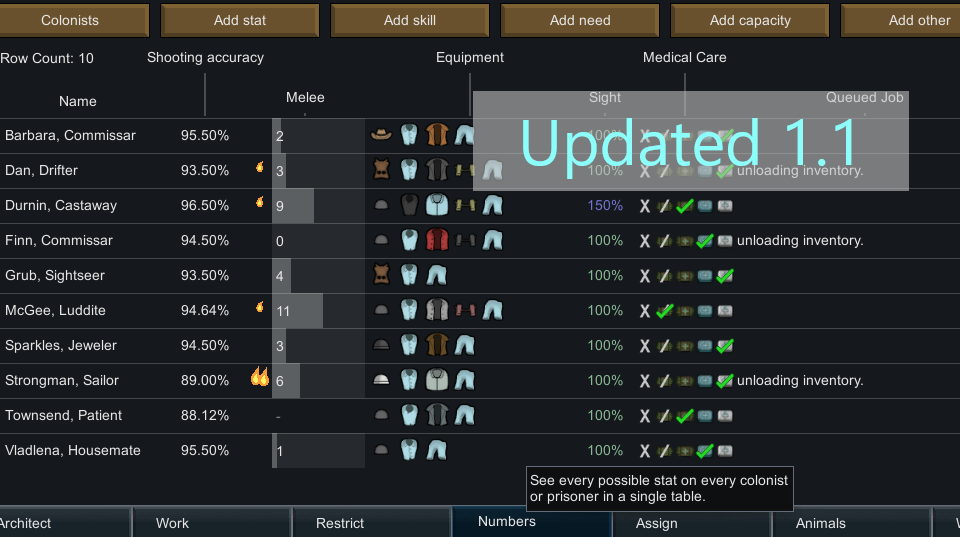 Colonists Add stat Add skill Add need Add capacity Add other
Row Count: 10 Shooting accuracy Equipment Medical Care
Name Melee Sight Queued Job
Updated 1.1
Barbara, Commissar 95.50% 2 100%
Dan, Drifter 93.50% 3 100% unloading inventory.
Durnin, Castaway 96.50% 9 150%
Finn, Commissar 94.50% 0 100% unloading inventory.
Grub, Sightseer 93.50% 4 100%
McGee, Luddite 94.64% 11 100%
Sparkles, Jeweler 94.50% 3 100%
Strongman, Sailor 89.00% 6 100% unloading inventory.
Townsend, Patient 88.12% - 100%
Vladlena, Housemate 95.50% 1 100%
See every possible stat on every colonist
or prisoner in a single table.
Architect Work Restrict Numbers Assign Animals